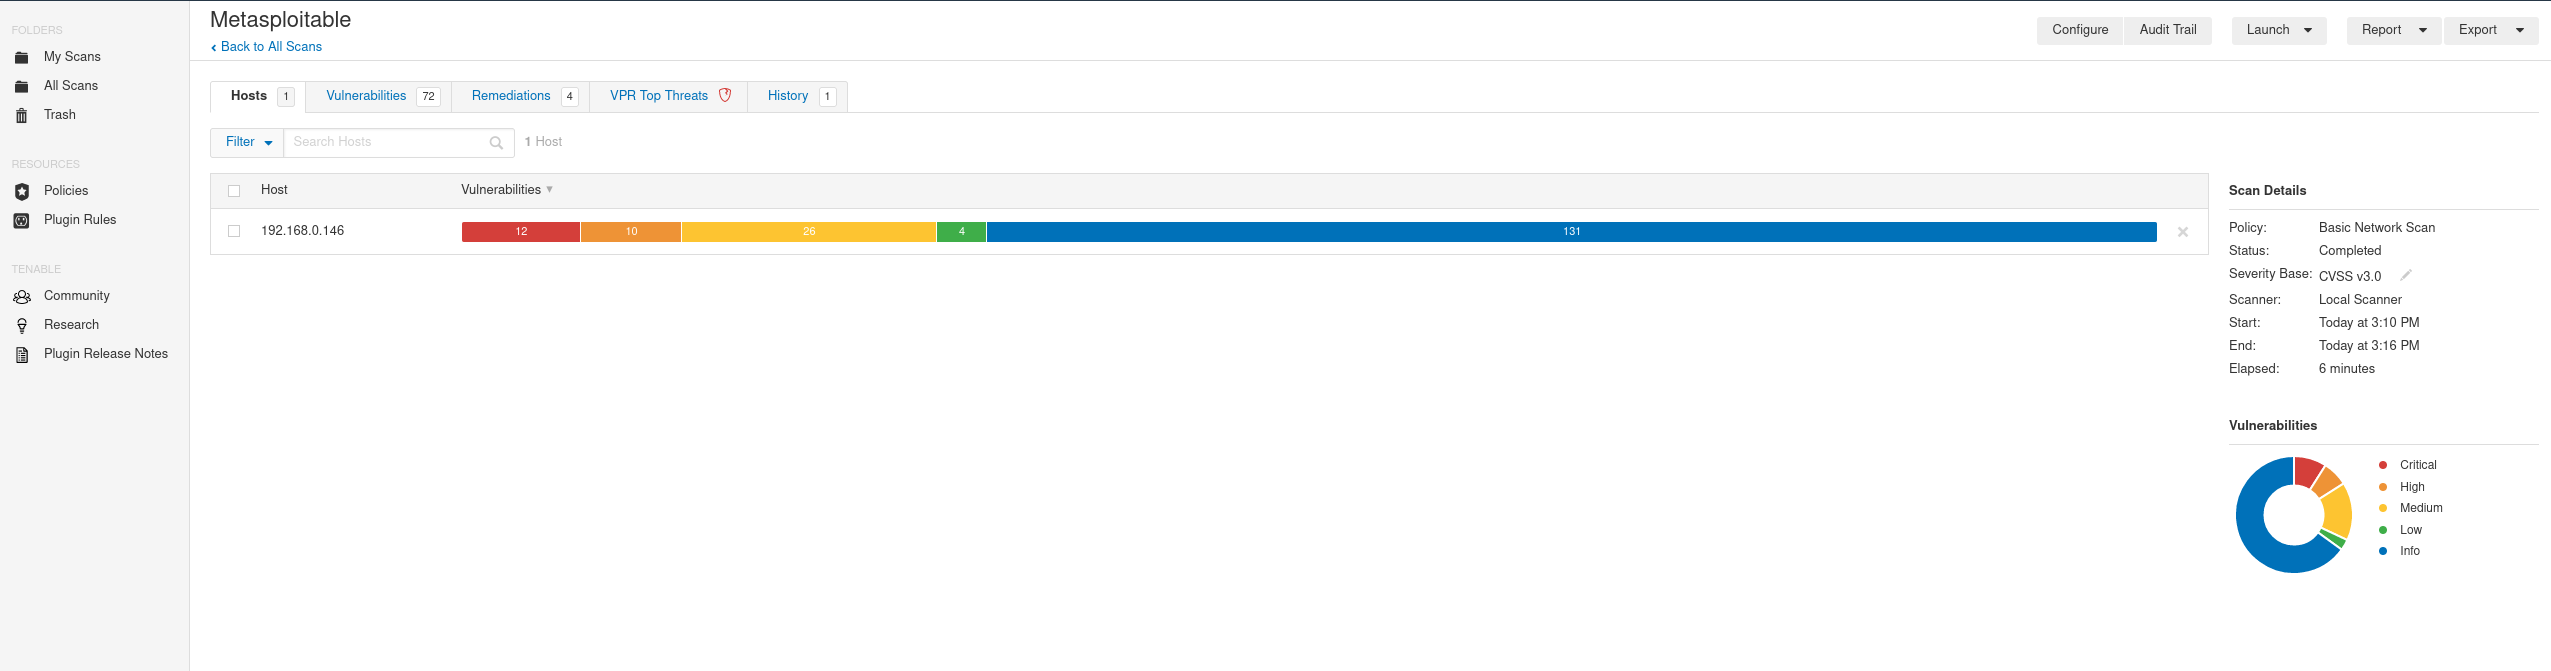 Metasploitable
Back to All Scans
Configure Audit Trail Launch Report Export
FOLDERS
My Scans
All Scans
Trash
RESOURCES
Policies
Plugin Rules
TENABLE
Community
Research
Plugin Release Notes
Hosts 1 Vulnerabilities 72 Remediations 4 VPR Top Threats History 1
Filter Search Hosts 1 Host
Host Vulnerabilities
192.168.0.146 12 10 26 4 131
Scan Details
Policy: Basic Network Scan
Status: Completed
Severity Base: CVSS v3.0
Scanner: Local Scanner
Start: Today at 3:10 PM
End: Today at 3:16 PM
Elapsed: 6 minutes
Vulnerabilities
Critical
High
Medium
Low
Info